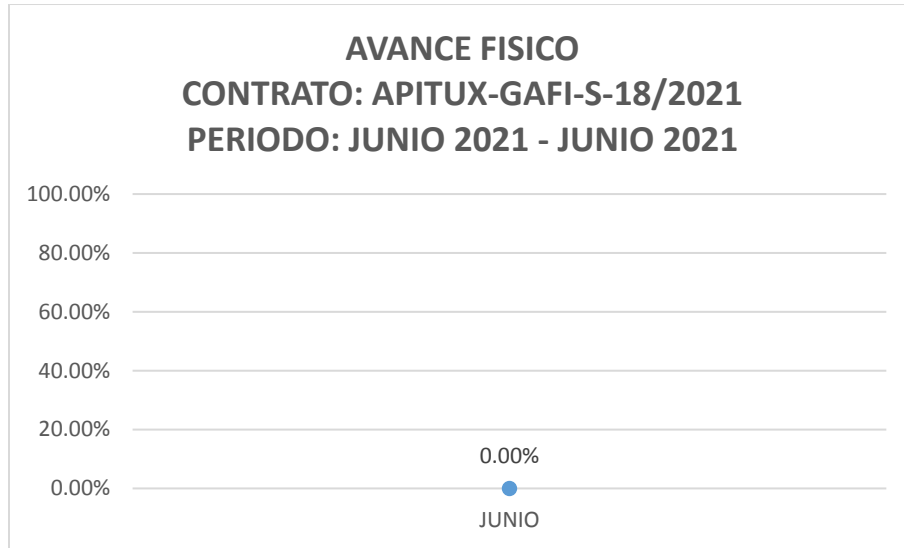 AVANCE FISICO
CONTRATO: APITUX-GAFI-S-18/2021
PERIODO: JUNIO 2021 - JUNIO 2021
100.00%
80.00%
60.00%
40.00%
20.00%
0.00%
0.00%
JUNIO